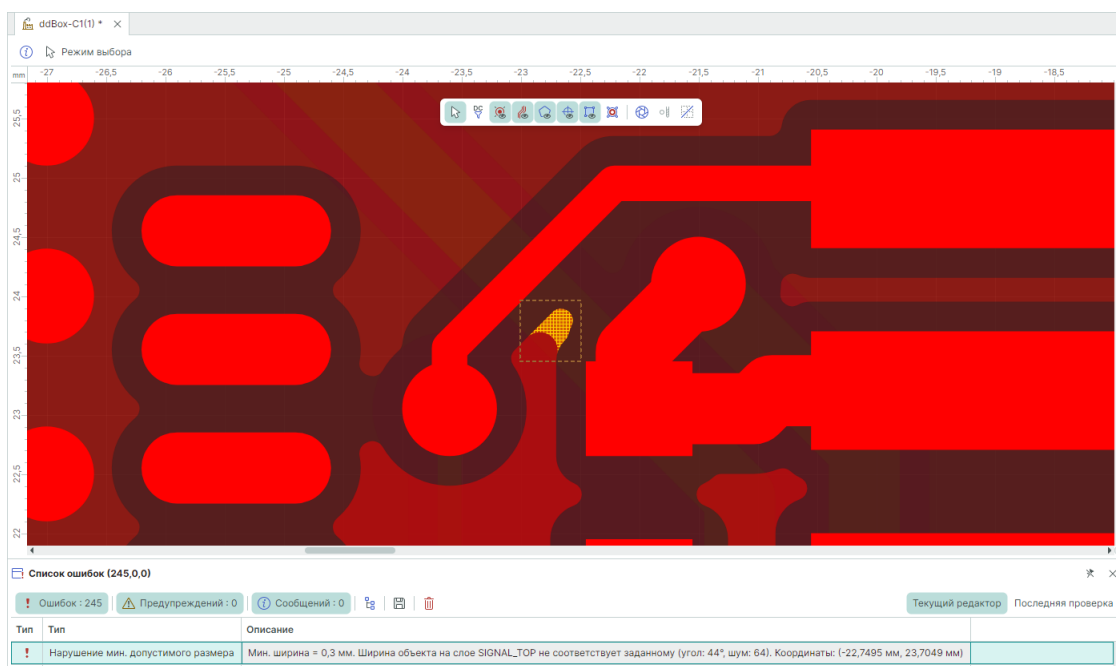 ddBox-C1(1) *
Режим выбора
mm -27 -26,5 -26 -25,5 -25 -24,5 -24 -23,5 -23 -22,5 -22 -21,5 -21 -20,5 -20 -19,5 -19 -18,5
25,5
25
24,5
24
23,5
23
22,5
22
Список ошибок (245,0,0)
Ошибок : 245 Предупреждений : 0 Сообщений : 0 Текущий редактор Последняя проверка
Тип Тип Описание
Нарушение мин. допустимого размера Мин. ширина = 0,3 мм. Ширина объекта на слое SIGNAL_TOP не соответствует заданному (угол: 44°, шум: 64). Координаты: (-22,7495 мм, 23,7049 мм)